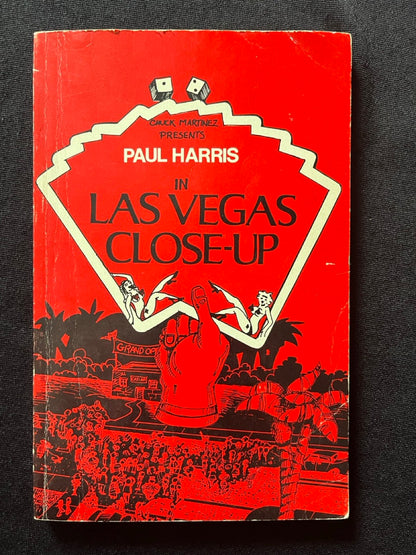 CHUCK MARTINEZ
PRESENTS
PAUL HARRIS
IN
LAS VEGAS
CLOSE-UP
GRAND OP